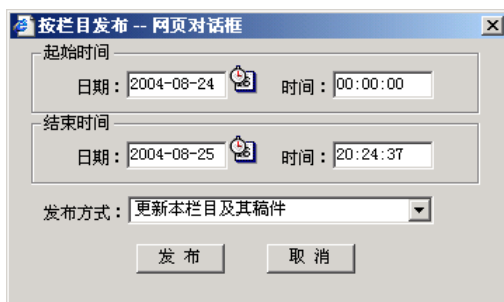 按栏目发布 -- 网页对话框
起始时间
日期：2004-08-24 时间：00:00:00
结束时间
日期：2004-08-25 时间：20:24:37
发布方式：更新本栏目及其稿件
发布 取消